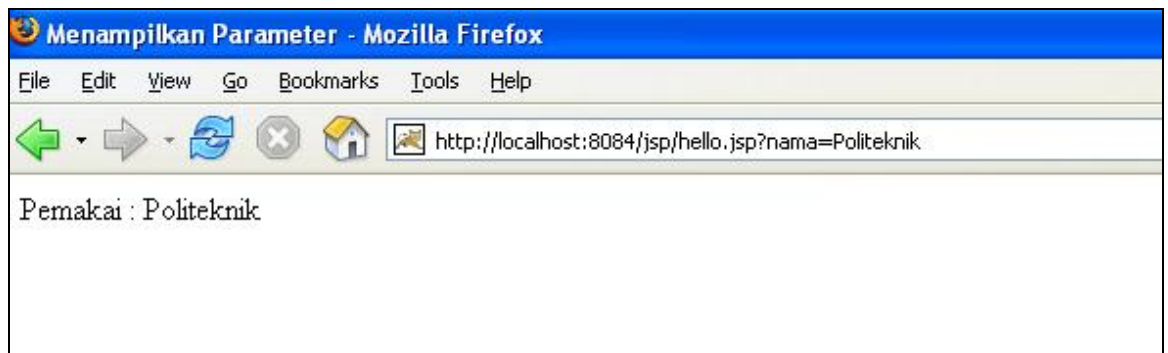 Menampilkan Parameter - Mozilla Firefox
File Edit View Go Bookmarks Tools Help
http://localhost:8084/jsp/hello.jsp?nama=Politeknik
Pemakai : Politeknik